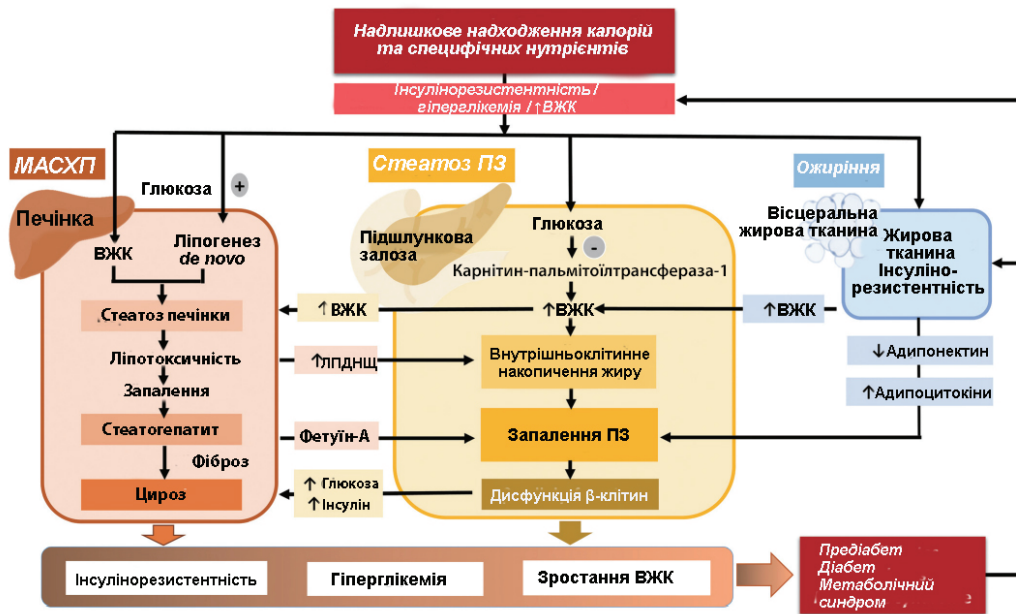 Надлишкове надходження калорій
та специфічних нутрієнтів
Інсулінорезистентність /
гіперглікемія / ↑ВЖК
МАСХП
Стеатоз ПЗ
Ожиріння
Глюкоза
+
Печінка
ВЖК
Ліпогенез
de novo
Стеатоз печінки
Ліпотоксичність
Запалення
Стеатогепатит
Фіброз
Цироз
↑ВЖК
↑ЛПДНЩ
Фетуїн-А
↑ Глюкоза
↑ Інсулін
Підшлункова
залоза
Глюкоза
-
Карнітин-пальмітоїлтрансфераза-1
↑ВЖК
Внутрішньоклітинне
накопичення жиру
Запалення ПЗ
Дисфункція β-клітин
↑ВЖК
Вісцеральна
жирова тканина
Жирова
тканина
Інсуліно-
резистентність
↓Адипонектин
↑Адипоцитокіни
Інсулінорезистентність
Гіперглікемія
Зростання ВЖК
Предіабет
Діабет
Метаболічний
синдром